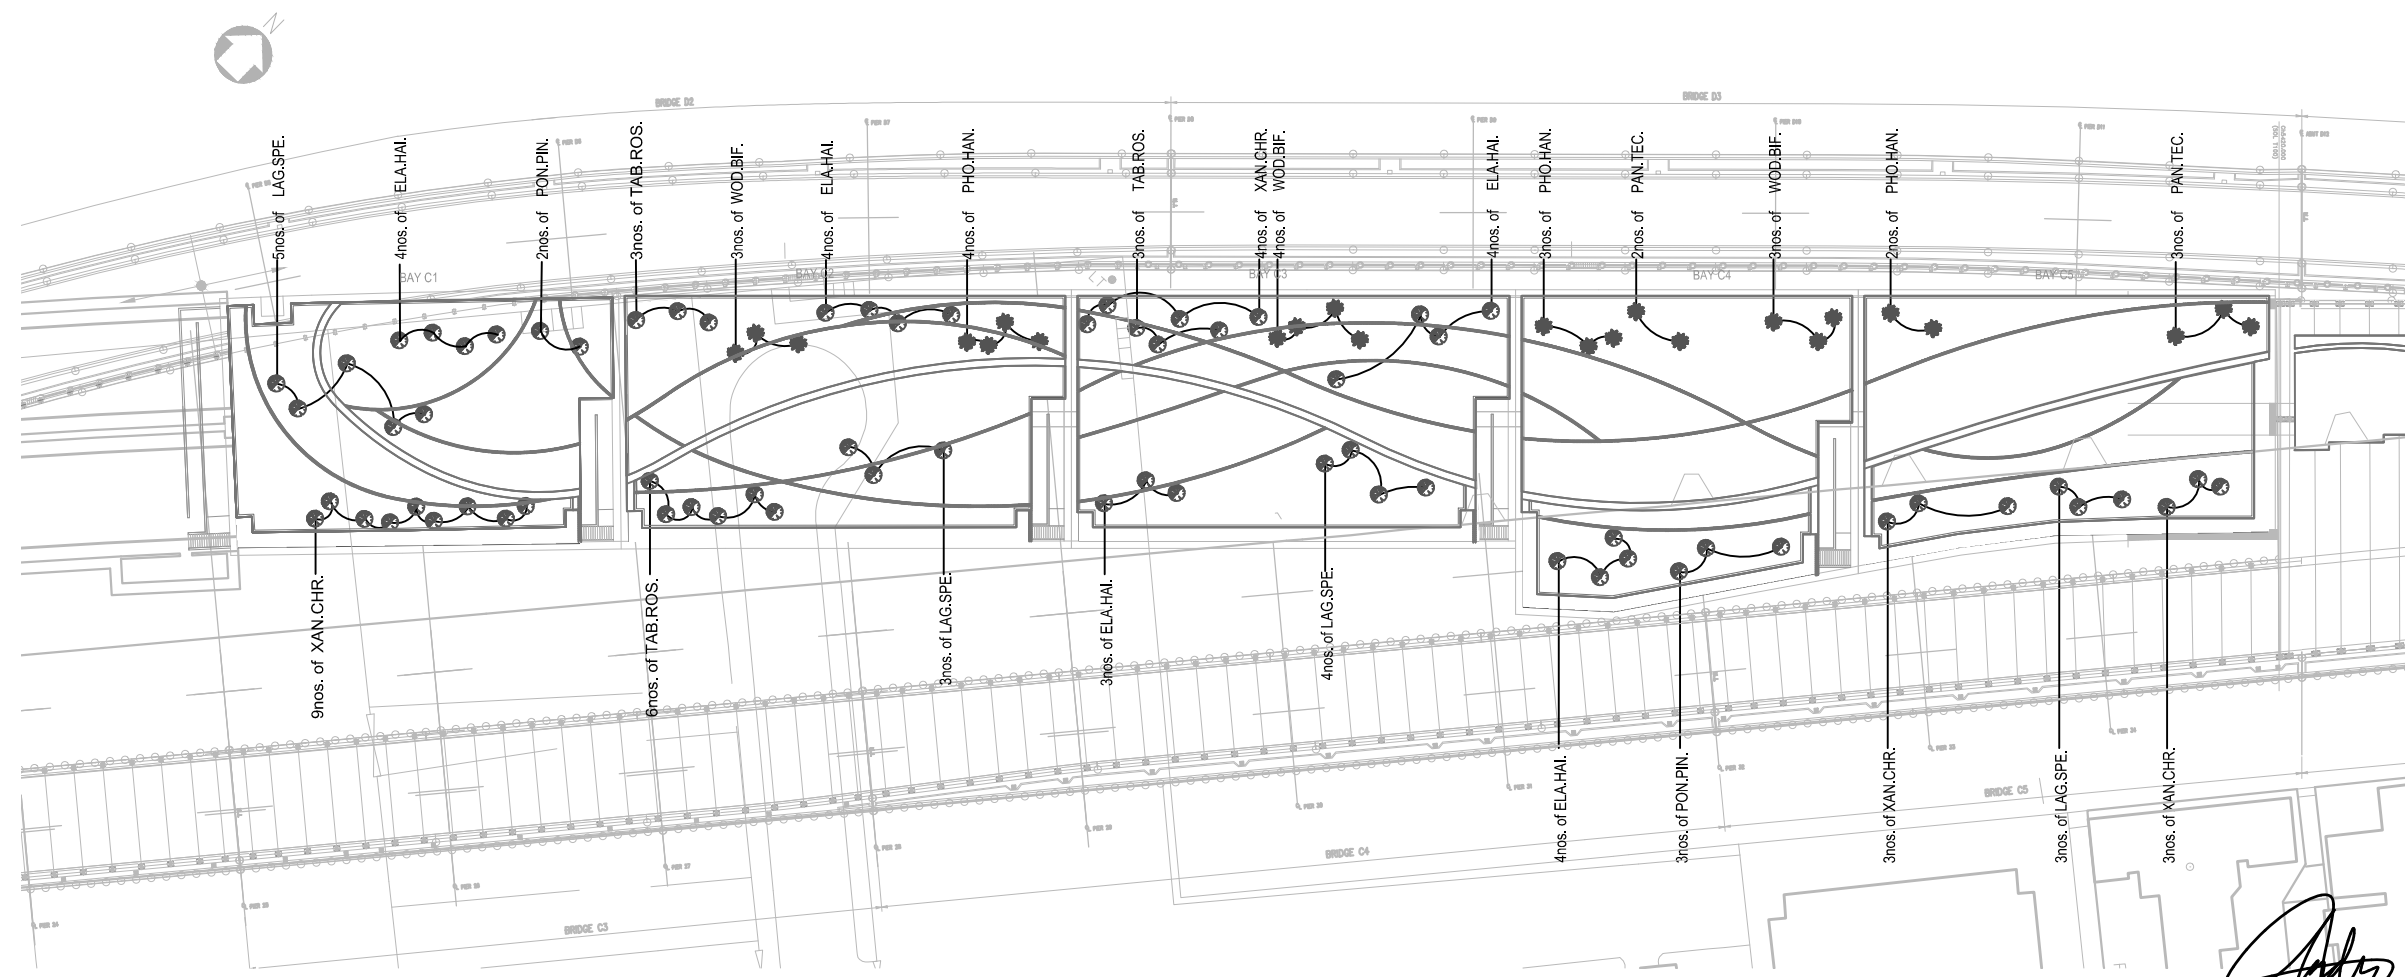 N
BRIDGE D2
BRIDGE D3
5nos. of LAG.SPE.
4nos. of ELA.HAI.
2nos. of PON.PIN.
3nos. of TAB.ROS.
3nos. of WOD.BIF.
4nos. of ELA.HAI.
4nos. of PHO.HAN.
3nos. of TAB.ROS.
4nos. of XAN.CHR.
4nos. of WOD.BIF.
4nos. of ELA.HAI.
3nos. of PHO.HAN.
2nos. of PAN.TEC.
3nos. of WOD.BIF.
2nos. of PHO.HAN.
3nos. of PAN.TEC.
BAY C1
BAY C2
BAY C3
BAY C4
BAY C5
9nos. of XAN.CHR.
6nos. of TAB.ROS.
3nos. of LAG.SPE.
3nos. of ELA.HAI.
4nos. of LAG.SPE.
4nos. of ELA.HAI.
3nos. of PON.PIN.
3nos. of XAN.CHR.
3nos. of LAG.SPE.
3nos. of XAN.CHR.
BRIDGE C5
BRIDGE C4
BRIDGE C3